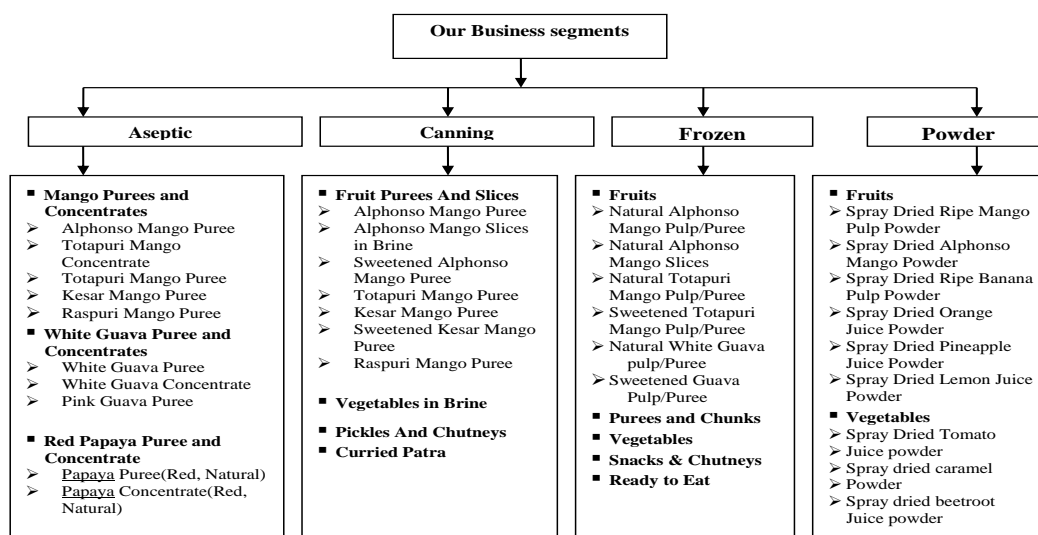 Our Business segments
Aseptic
Canning
Frozen
Powder
▪ Mango Purees and
Concentrates
➢ Alphonso Mango Puree
➢ Totapuri Mango
Concentrate
➢ Totapuri Mango Puree
➢ Kesar Mango Puree
➢ Raspuri Mango Puree
▪ White Guava Puree and
Concentrates
➢ White Guava Puree
➢ White Guava Concentrate
➢ Pink Guava Puree
▪ Red Papaya Puree and
Concentrate
➢ Papaya Puree(Red, Natural)
➢ Papaya Concentrate(Red,
Natural)
▪ Fruit Purees And Slices
➢ Alphonso Mango Puree
➢ Alphonso Mango Slices
in Brine
➢ Sweetened Alphonso
Mango Puree
➢ Totapuri Mango Puree
➢ Kesar Mango Puree
➢ Sweetened Kesar Mango
Puree
➢ Raspuri Mango Puree
▪ Vegetables in Brine
▪ Pickles And Chutneys
▪ Curried Patra
▪ Fruits
➢ Natural Alphonso
Mango Pulp/Puree
➢ Natural Alphonso
Mango Slices
➢ Natural Totapuri
Mango Pulp/Puree
➢ Sweetened Totapuri
Mango Pulp/Puree
➢ Natural White Guava
pulp/Puree
➢ Sweetened Guava
Pulp/Puree
▪ Purees and Chunks
▪ Vegetables
▪ Snacks & Chutneys
▪ Ready to Eat
▪ Fruits
➢ Spray Dried Ripe Mango
Pulp Powder
➢ Spray Dried Alphonso
Mango Powder
➢ Spray Dried Ripe Banana
Pulp Powder
➢ Spray Dried Orange
Juice Powder
➢ Spray Dried Pineapple
Juice Powder
➢ Spray Dried Lemon Juice
Powder
▪ Vegetables
➢ Spray Dried Tomato
➢ Juice powder
➢ Spray dried caramel
➢ Powder
➢ Spray dried beetroot
Juice powder